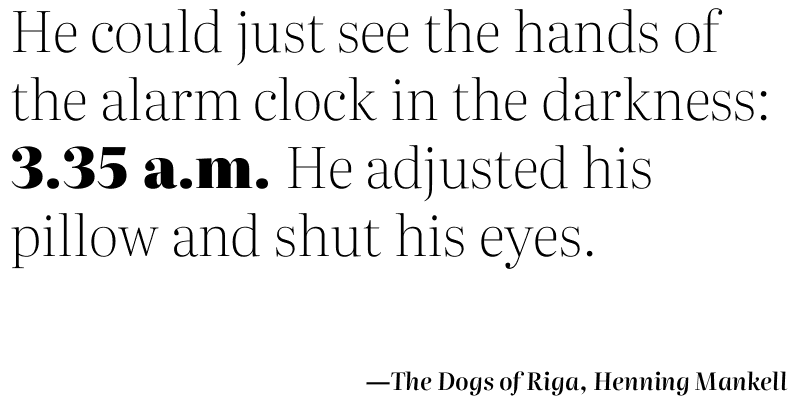 He could just see the hands of
the alarm clock in the darkness:
3.35 a.m. He adjusted his
pillow and shut his eyes.
—The Dogs of Riga, Henning Mankell